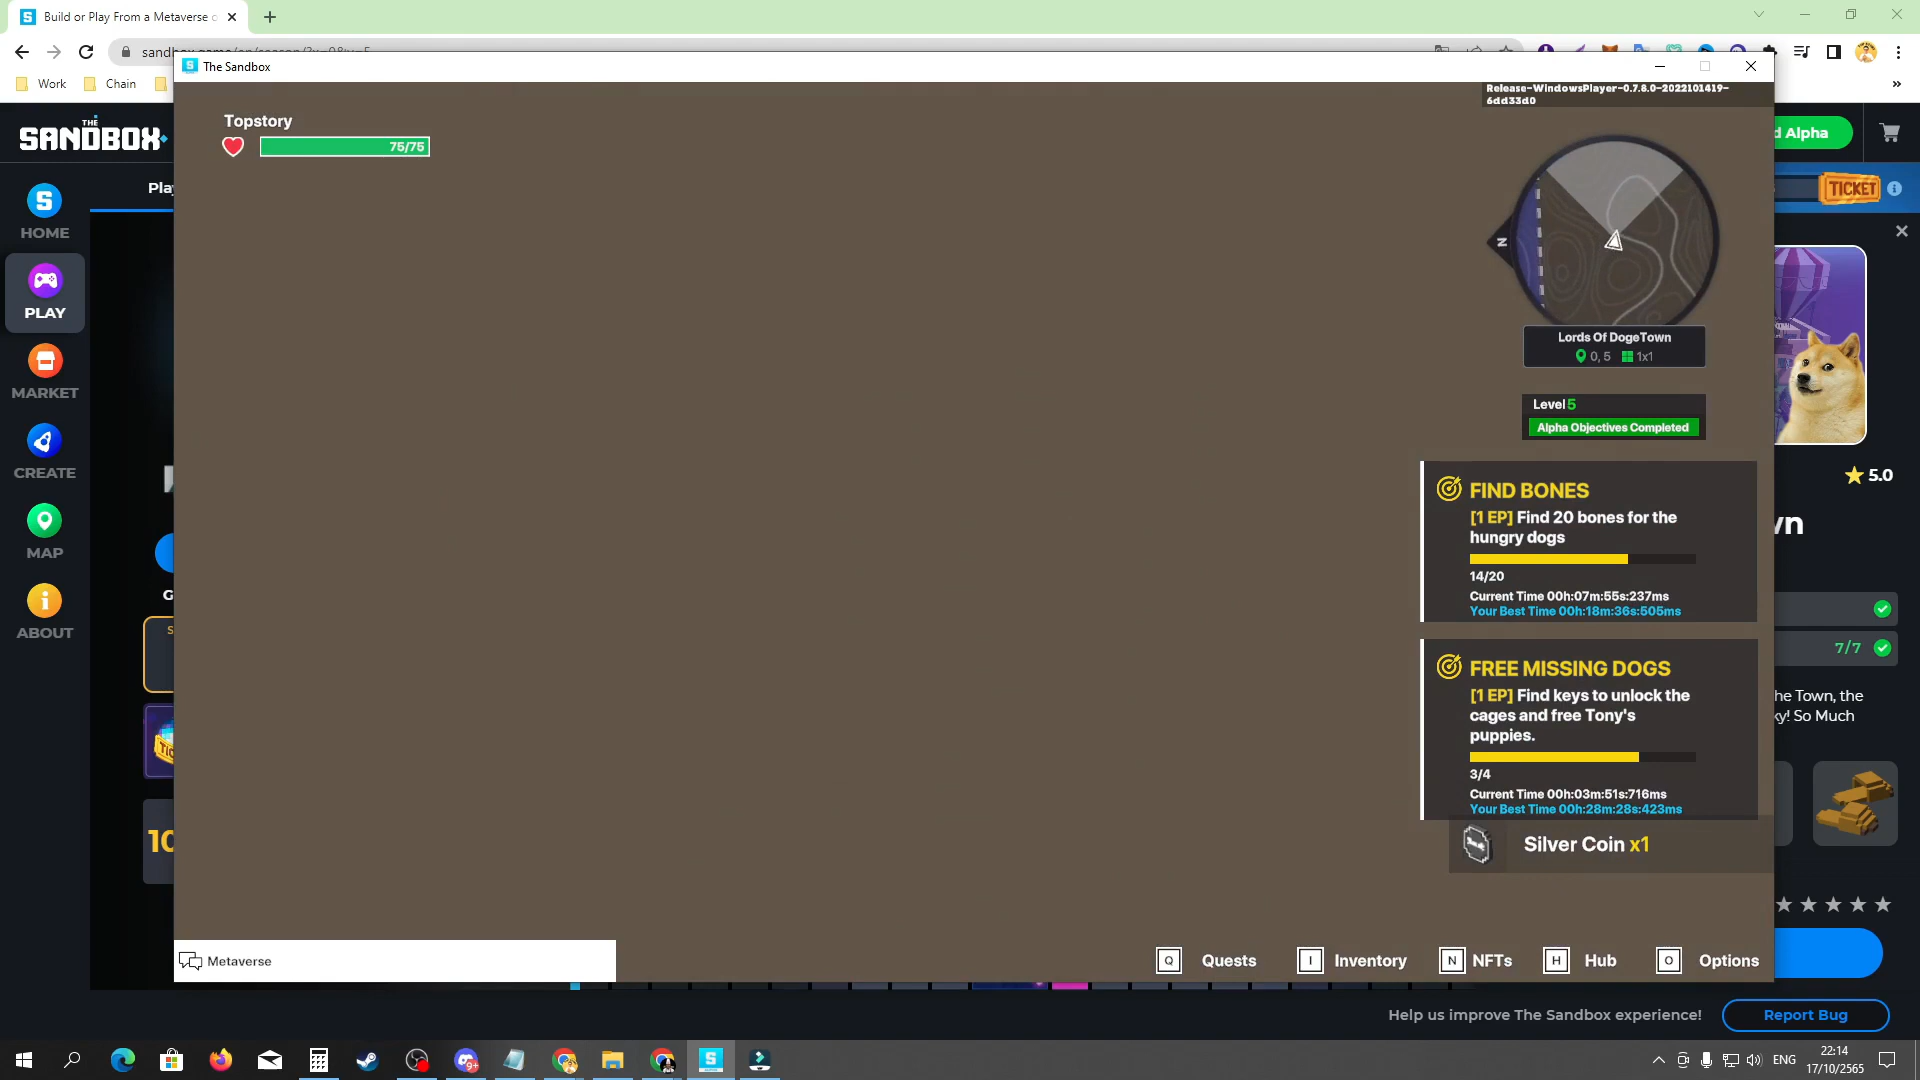 Build or Play From a Metaverse
Work
Chain
The Sandbox
Release-WindowsPlayer-0.7.8.0-2022101419-
6dd33d0
THE
SANDBOX
Topstory
75/75
d Alpha
TICKET
HOME
PLAY
MARKET
CREATE
MAP
ABOUT
Pla
N
Lords Of DogeTown
0, 5 1x1
Level 5
Alpha Objectives Completed
FIND BONES
[1 EP] Find 20 bones for the
hungry dogs
14/20
Current Time 00h:07m:55s:237ms
Your Best Time 00h:18m:36s:505ms
FREE MISSING DOGS
[1 EP] Find keys to unlock the
cages and free Tony's
puppies.
3/4
Current Time 00h:03m:51s:716ms
Your Best Time 00h:28m:28s:423ms
Silver Coin x1
5.0
vn
7/7
he Town, the
ky! So Much
10
Metaverse
Q Quests
I Inventory
N NFTs
H Hub
O Options
Help us improve The Sandbox experience!
Report Bug
9+
ENG
22:14
17/10/2565